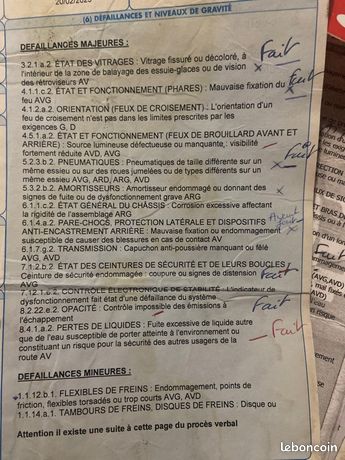 20/02/2025
(6) DÉFAILLANCES ET NIVEAUX DE GRAVITÉ
DEFAILLANCES MAJEURES :
3.2.1.a.2. ÉTAT DES VITRAGES : Vitrage fissuré ou décoloré, à
l'intérieur de la zone de balayage des essuie-glaces ou de vision
des rétroviseurs AV
Fait
4.1.1.c.2. ÉTAT ET FONCTIONNEMENT (PHARES) : Mauvaise fixation du
feu AVG
Fait
4.1.2.a.2. ORIENTATION (FEUX DE CROISEMENT) : L'orientation d'un
feu de croisement n'est pas dans les limites prescrites par les
exigences G, D
4.5.1.a.2. ÉTAT ET FONCTIONNEMENT (FEUX DE BROUILLARD AVANT ET
ARRIÈRE) : Source lumineuse défectueuse ou manquante : visibilité
fortement réduite AVD, AVG
Fait
5.2.3.b.2. PNEUMATIQUES : Pneumatiques de taille différente sur un
même essieu ou sur des roues jumelées ou de types différents sur un
même essieu AVG, ARD, ARG, AVD
5.3.2.b.2. AMORTISSEURS : Amortisseur endommagé ou donnant des
signes de fuite ou de dysfonctionnement grave ARG
6.1.1.c.2. ÉTAT GÉNÉRAL DU CHÂSSIS : Corrosion excessive affectant
la rigidité de l'assemblage ARG
6.1.4.a.2. PARE-CHOCS, PROTECTION LATÉRALE ET DISPOSITIFS
ANTI-ENCASTREMENT ARRIÈRE : Mauvaise fixation ou endommagement
susceptible de causer des blessures en cas de contact AV
6.1.7.g.2. TRANSMISSION : Capuchon anti-poussière manquant ou fêlé
AVG, AVD
7.1.2.b.2. ÉTAT DES CEINTURES DE SÉCURITÉ ET DE LEURS BOUCLES :
Ceinture de sécurité endommagée : coupure ou signes de distension
AVG
Fait
7.12.1.c.2. CONTRÔLE ÉLECTRONIQUE DE STABILITÉ : L'indicateur de
dysfonctionnement fait état d'une défaillance du système
Fait
8.2.22.e.2. OPACITÉ : Contrôle impossible des émissions à
l'échappement
Fait
8.4.1.a.2. PERTES DE LIQUIDES : Fuite excessive de liquide autre
que de l'eau susceptible de porter atteinte à l'environnement ou
constituant un risque pour la sécurité des autres usagers de la
route AV
Fait
DEFAILLANCES MINEURES :
1.1.12.b.1. FLEXIBLES DE FREINS : Endommagement, points de
friction, flexibles torsadés ou trop courts AVG, AVD
1.1.14.a.1. TAMBOURS DE FREINS, DISQUES DE FREINS : Disque ou
Attention il existe une suite à cette page du procès verbal
leboncoin